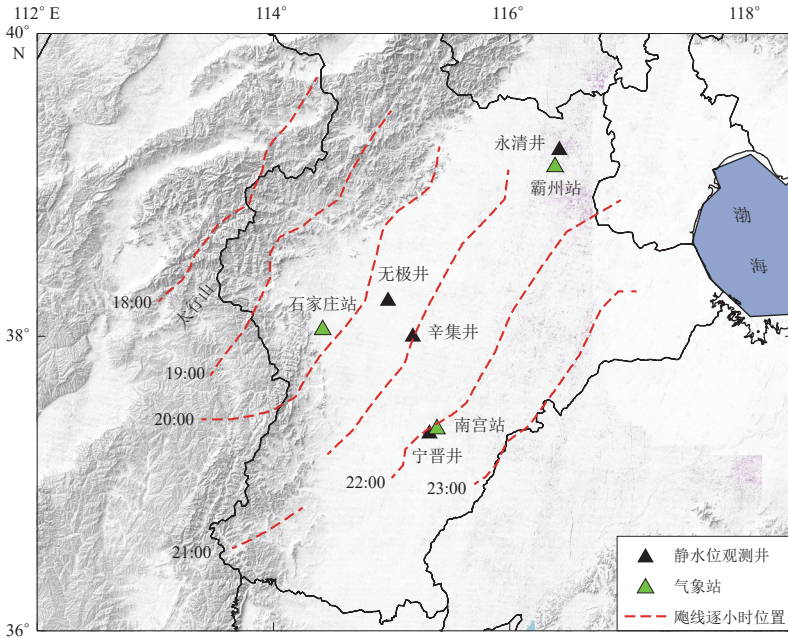 112° E
114°
116°
118°
40°
N
永清井
霸州站
渤
海
无极井
18:00
太行山
石家庄站
38°
辛集井
19:00
20:00
南宫站
宁晋井
22:00
23:00
21:00
静水位观测井
气象站
飑线逐小时位置
36°